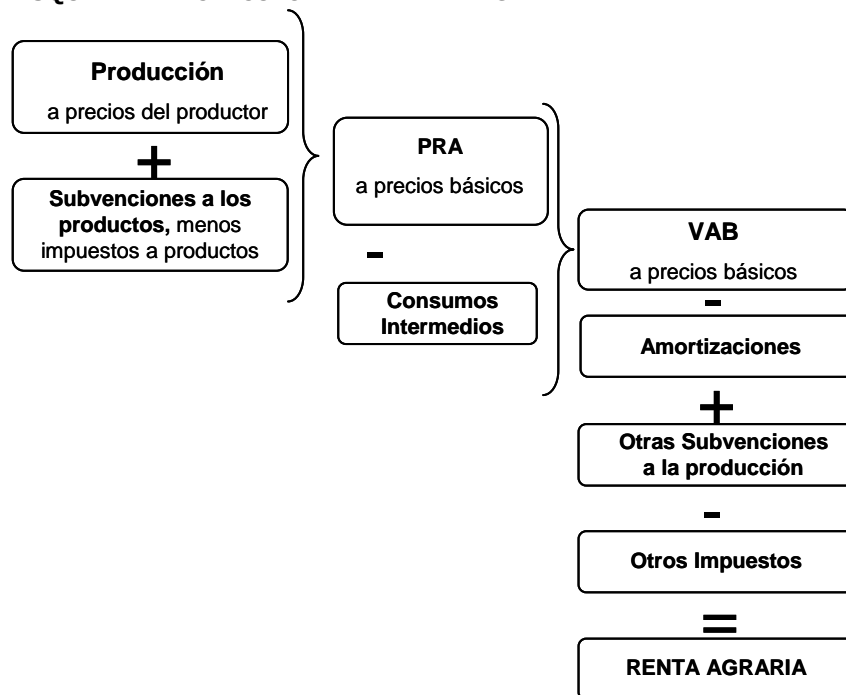 Producción
a precios del productor
+
Subvenciones a los
productos, menos
impuestos a productos
PRA
a precios básicos
-
Consumos
Intermedios
VAB
a precios básicos
-
Amortizaciones
+
Otras Subvenciones
a la producción
-
Otros Impuestos
=
RENTA AGRARIA